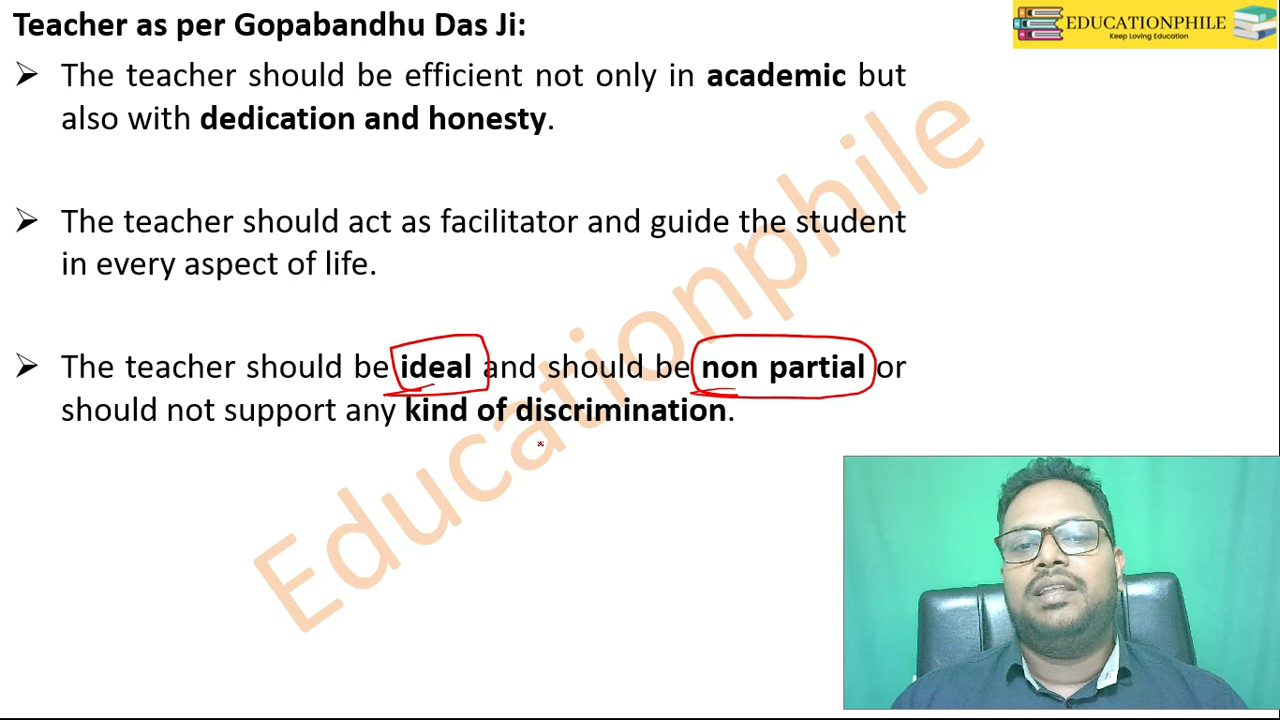 Teacher as per Gopabandhu Das Ji:
EDUCATIONPHILE
Keep Loving Education
➢ The teacher should be efficient not only in academic but
also with dedication and honesty.
➢ The teacher should act as facilitator and guide the student
in every aspect of life.
➢ The teacher should be ideal and should be non partial or
should not support any kind of discrimination.
Educationphile